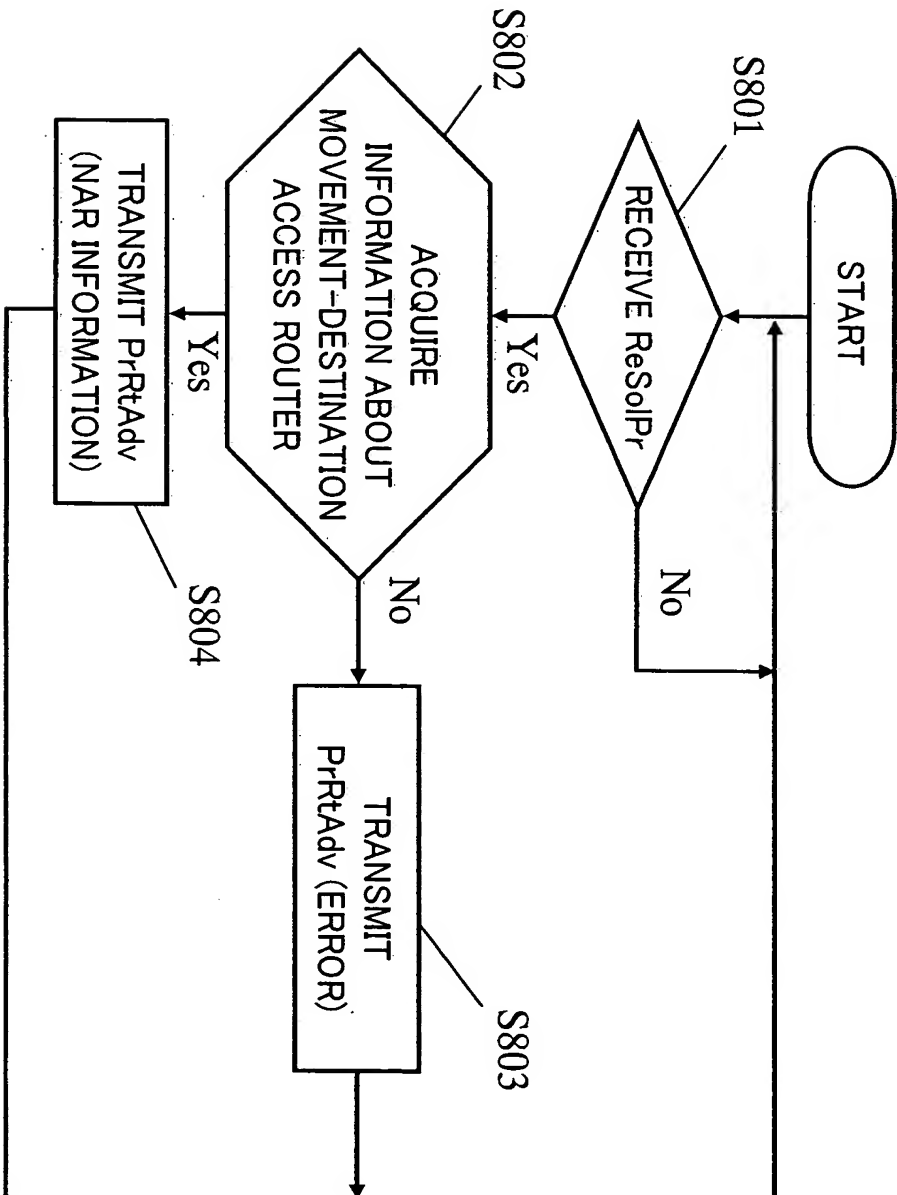 START
S801
RECEIVE ReSolPr
No
Yes
S802
ACQUIRE
INFORMATION ABOUT
MOVEMENT-DESTINATION
ACCESS ROUTER
No
TRANSMIT
PrRtAdv (ERROR)
S803
Yes
TRANSMIT PrRtAdv
(NAR INFORMATION)
S804